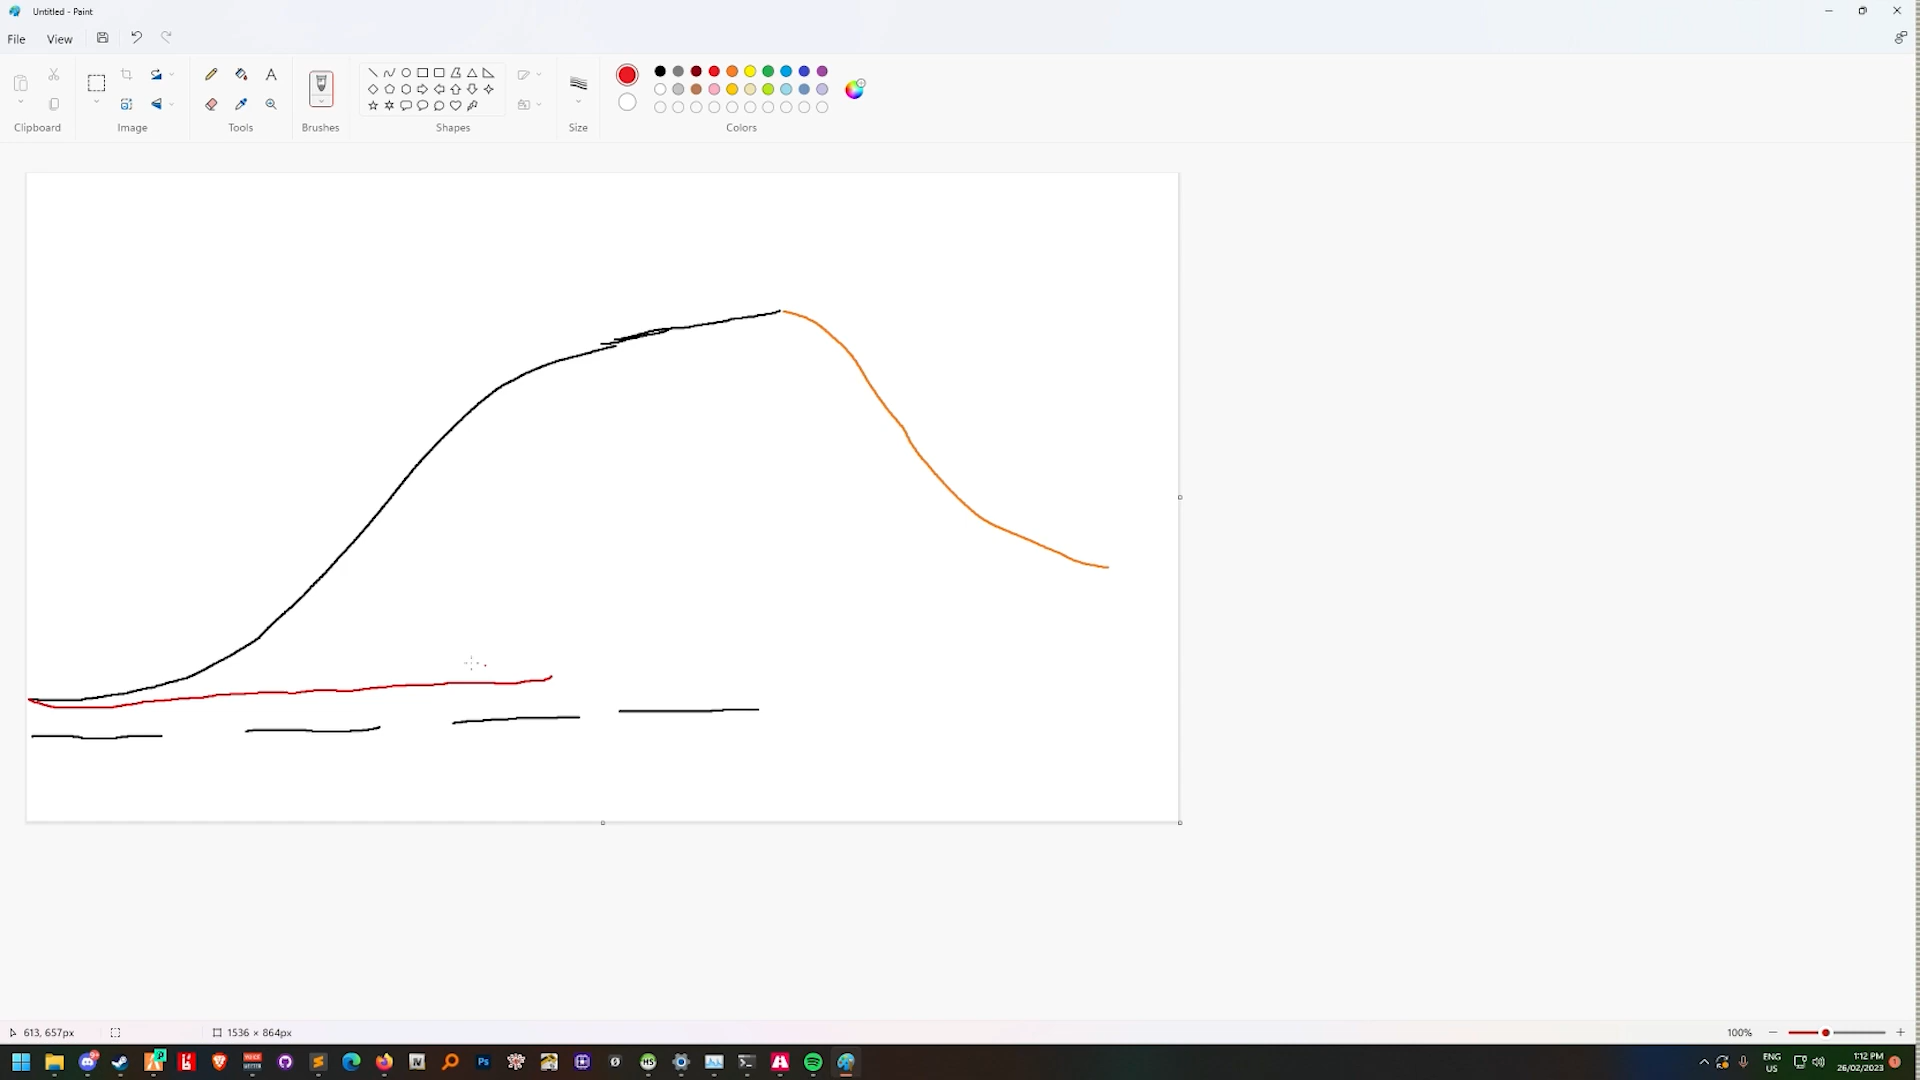 Untitled - Paint
File View
Clipboard Image Tools Brushes Shapes Size Colors
613, 657px 1536 × 864px 100%
ENG 1:12 PM
US 26/02/2023